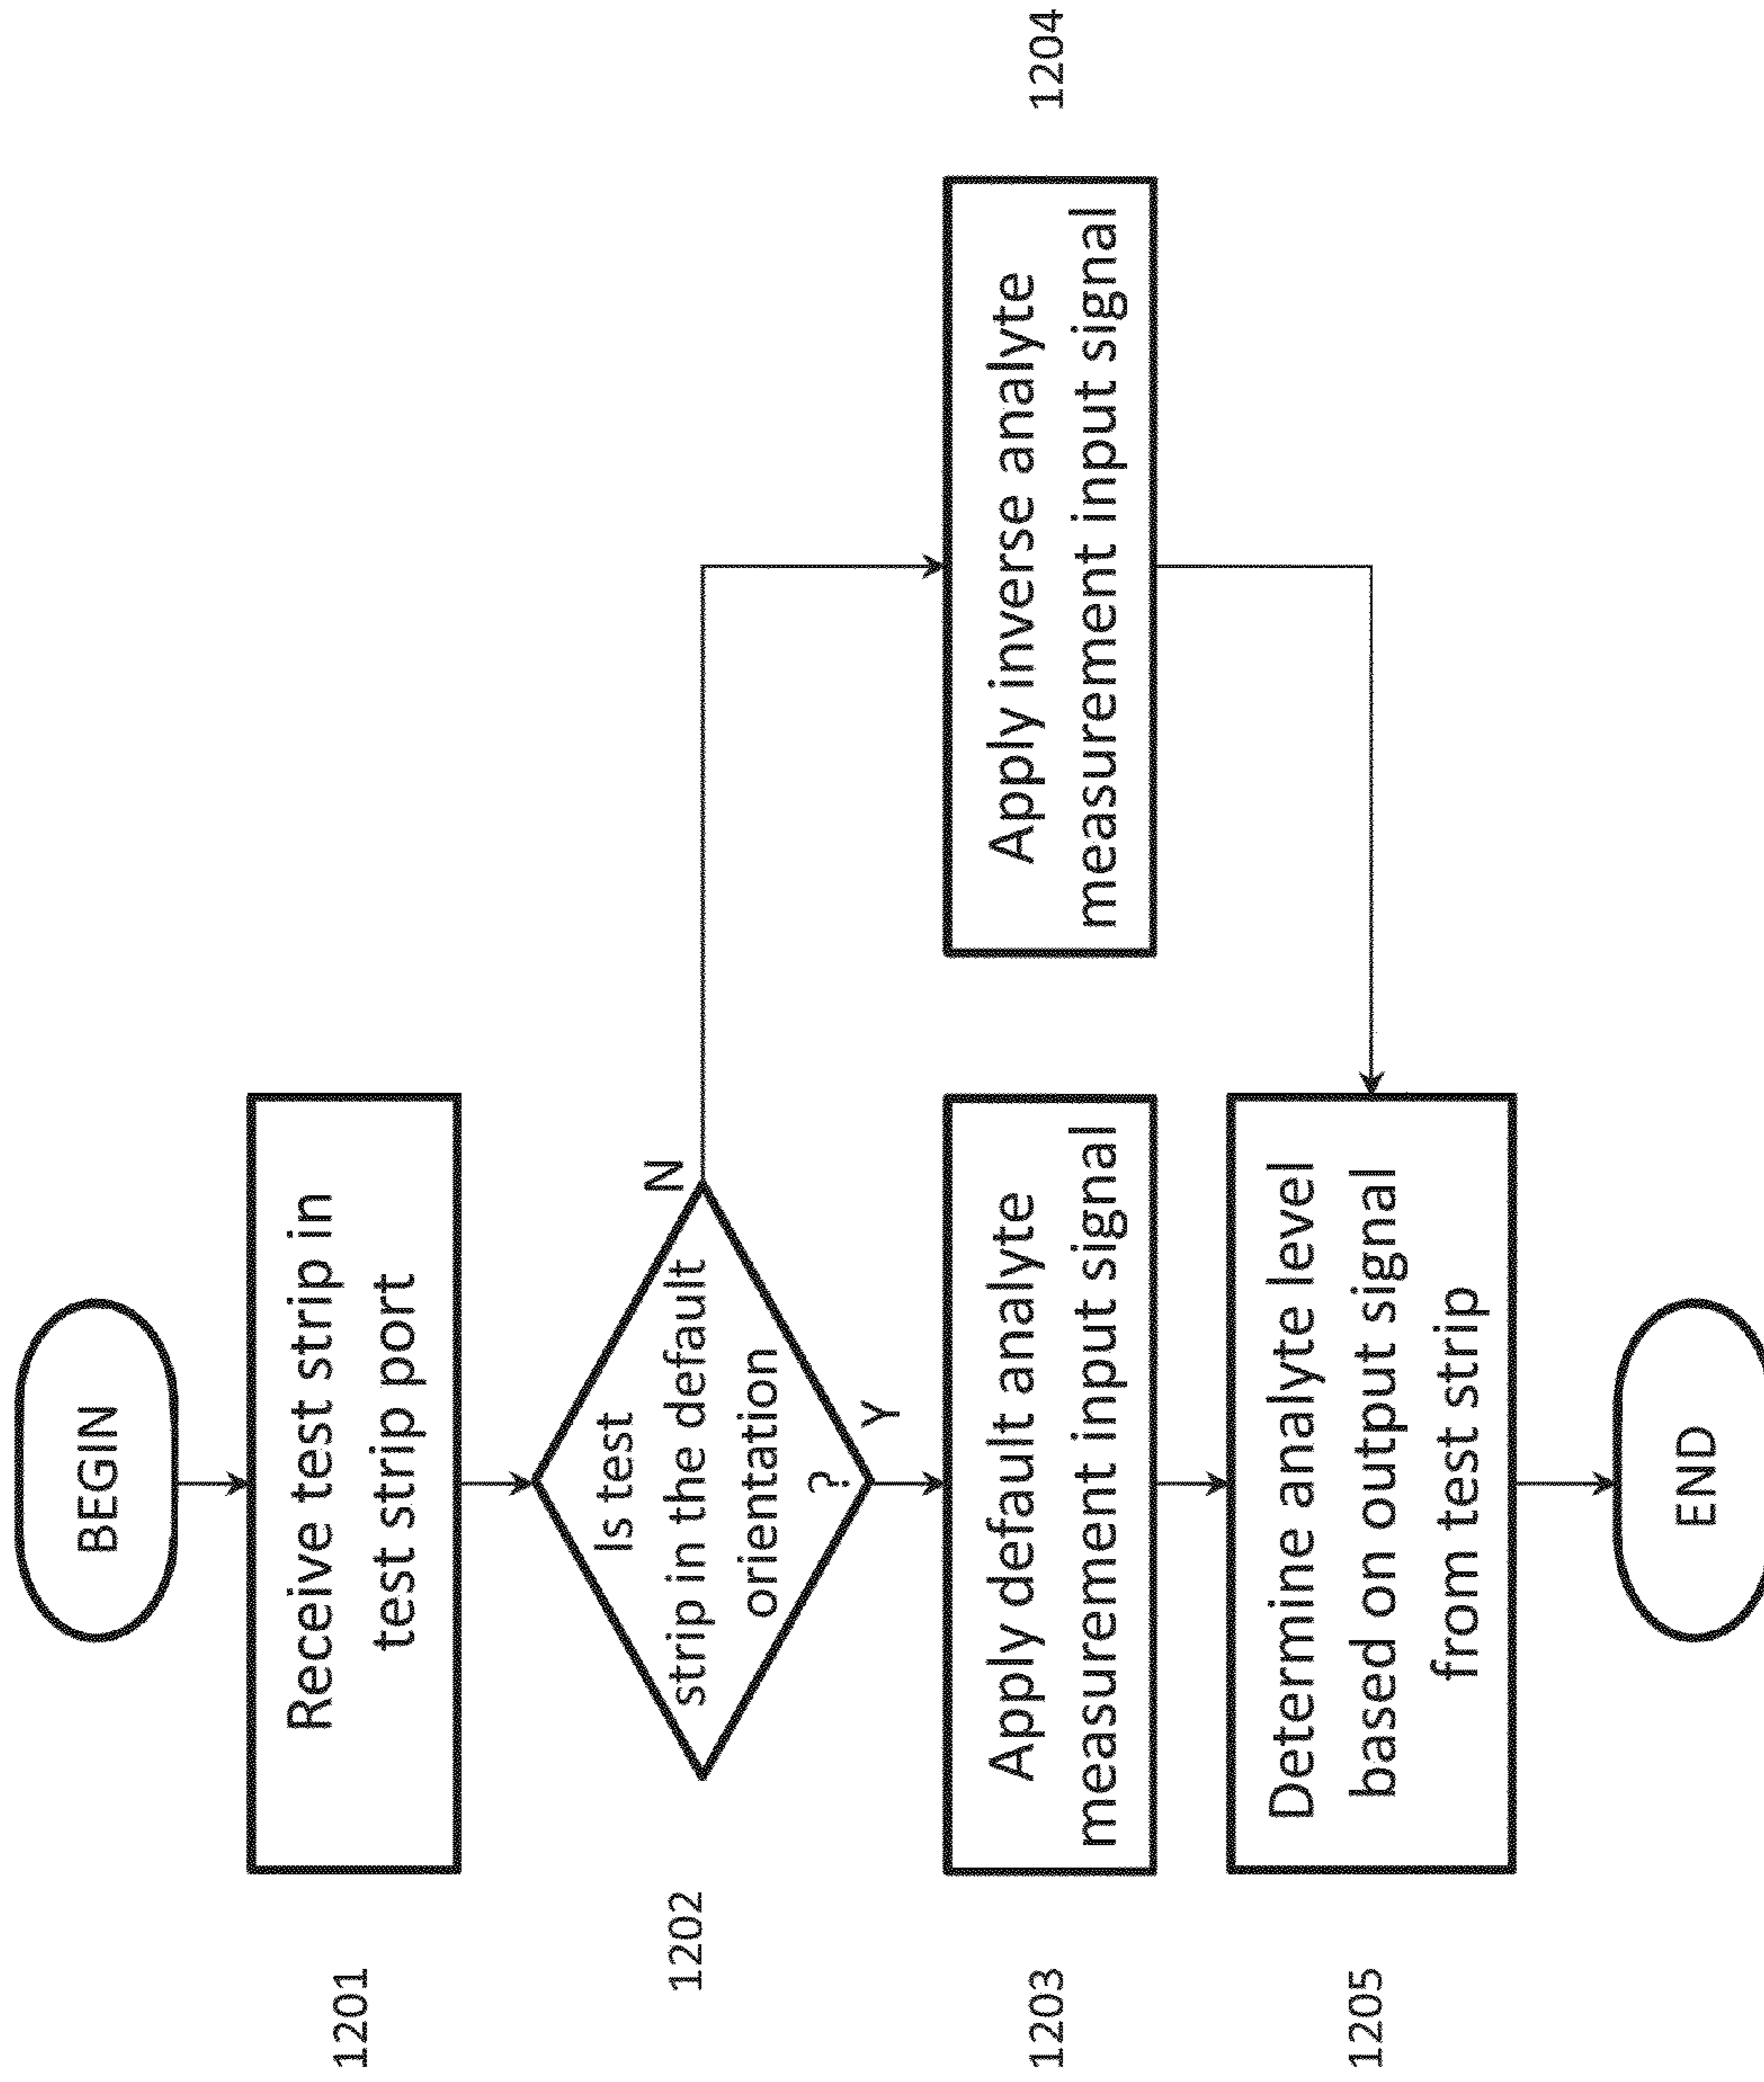 BEGIN
1201
Receive test strip in
test strip port
1202
Is test
strip in the default
orientation
?
N
Y
1203
Apply default analyte
measurement input signal
1204
Apply inverse analyte
measurement input signal
1205
Determine analyte level
based on output signal
from test strip
END